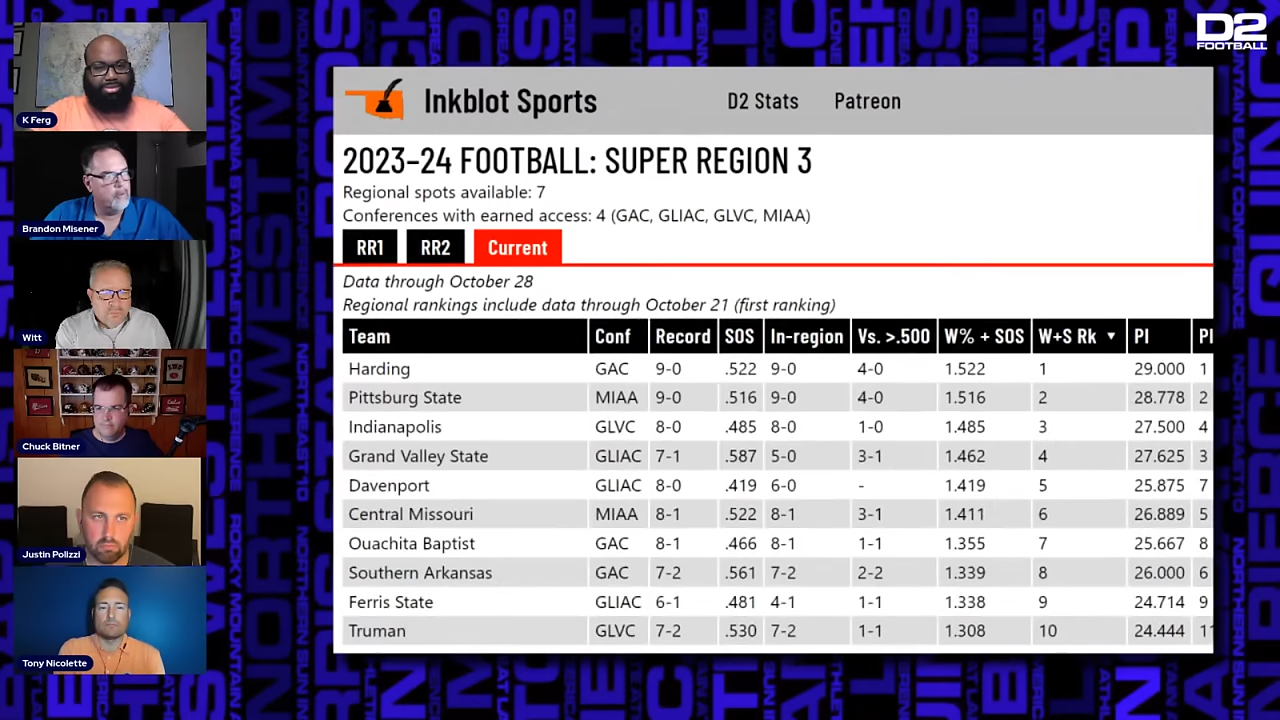 D2
FOOTBALL
K Ferg
Brandon Misener
Witt
Chuck Bitner
Justin Polizzi
Tony Nicolette
Inkblot Sports
D2 Stats Patreon
2023-24 FOOTBALL: SUPER REGION 3
Regional spots available: 7
Conferences with earned access: 4 (GAC, GLIAC, GLVC, MIAA)
RR1 RR2 Current
Data through October 28
Regional rankings include data through October 21 (first ranking)
Team Conf Record SOS In-region Vs. >.500 W% + SOS W+S Rk ▼ PI PI
Harding GAC 9-0 .522 9-0 4-0 1.522 1 29.000 1
Pittsburg State MIAA 9-0 .516 9-0 4-0 1.516 2 28.778 2
Indianapolis GLVC 8-0 .485 8-0 1-0 1.485 3 27.500 4
Grand Valley State GLIAC 7-1 .587 5-0 3-1 1.462 4 27.625 3
Davenport GLIAC 8-0 .419 6-0 - 1.419 5 25.875 7
Central Missouri MIAA 8-1 .522 8-1 3-1 1.411 6 26.889 5
Ouachita Baptist GAC 8-1 .466 8-1 1-1 1.355 7 25.667 8
Southern Arkansas GAC 7-2 .561 7-2 2-2 1.339 8 26.000 6
Ferris State GLIAC 6-1 .481 4-1 1-1 1.338 9 24.714 9
Truman GLVC 7-2 .530 7-2 1-1 1.308 10 24.444 11